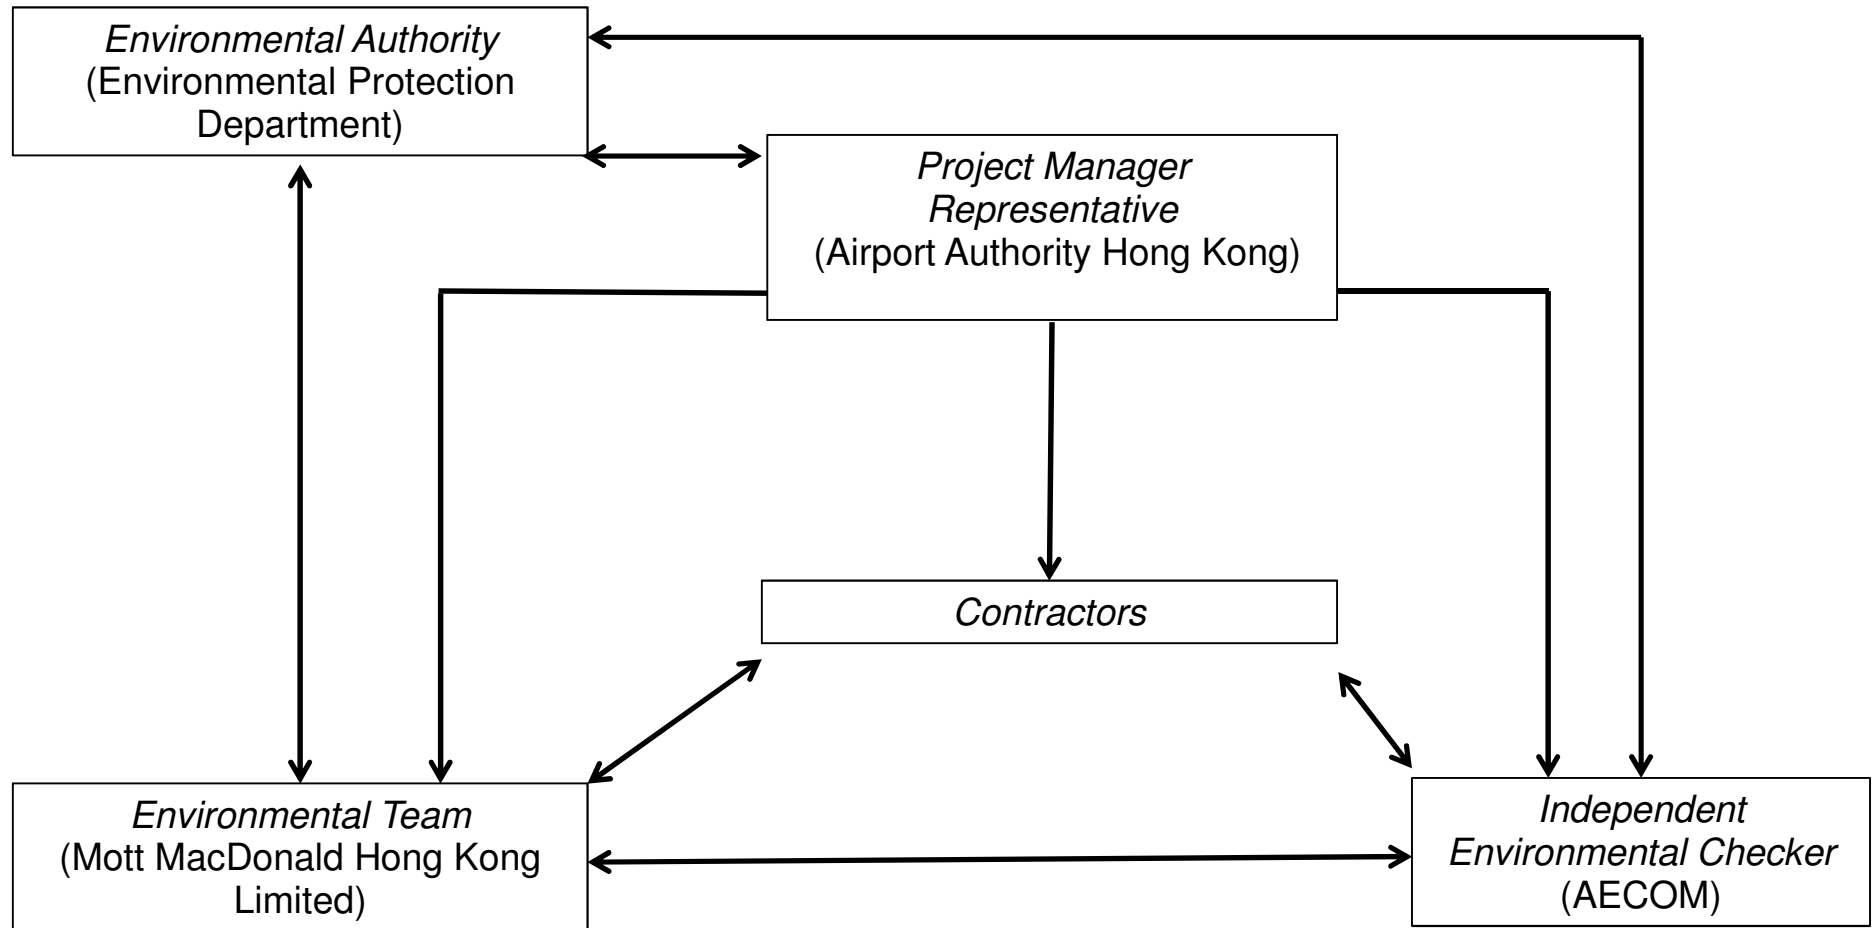 Environmental Authority
(Environmental Protection
Department)
Project Manager
Representative
(Airport Authority Hong Kong)
Contractors
Environmental Team
(Mott MacDonald Hong Kong
Limited)
Independent
Environmental Checker
(AECOM)